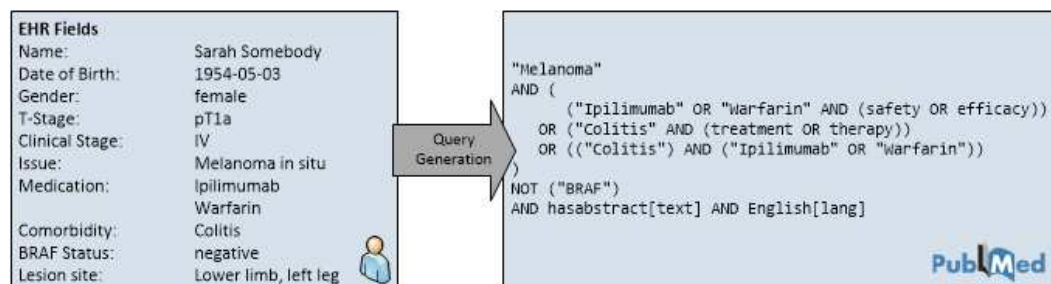 EHR Fields
Name: Sarah Somebody
Date of Birth: 1954-05-03
Gender: female
T-Stage: pT1a
Clinical Stage: IV
Issue: Melanoma in situ
Medication: Ipilimumab
Warfarin
Comorbidity: Colitis
BRAF Status: negative
Lesion site: Lower limb, left leg
Query
Generation
"Melanoma"
AND (
("Ipilimumab" OR "Warfarin" AND (safety OR efficacy))
OR ("Colitis" AND (treatment OR therapy))
OR (("Colitis") AND ("Ipilimumab" OR "Warfarin"))
)
NOT ("BRAF")
AND hasabstract[text] AND English[lang]
PubMed